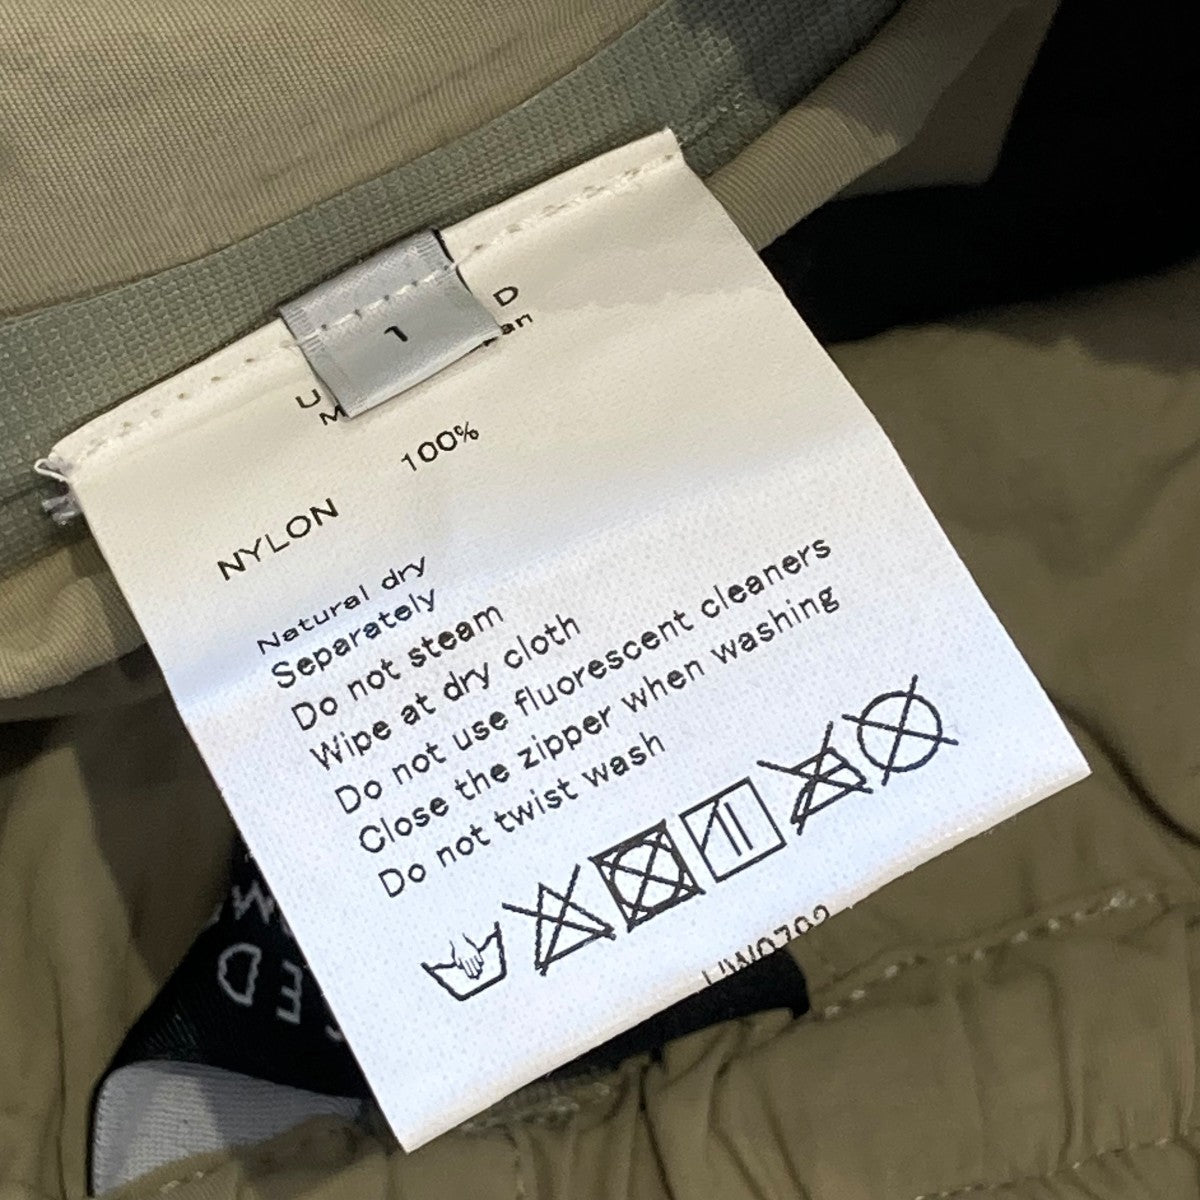 1
100%
NYLON
Natural dry
Separately
Do not steam
Wipe at dry cloth
Do not use fluorescent cleaners
Close the zipper when washing
Do not twist wash